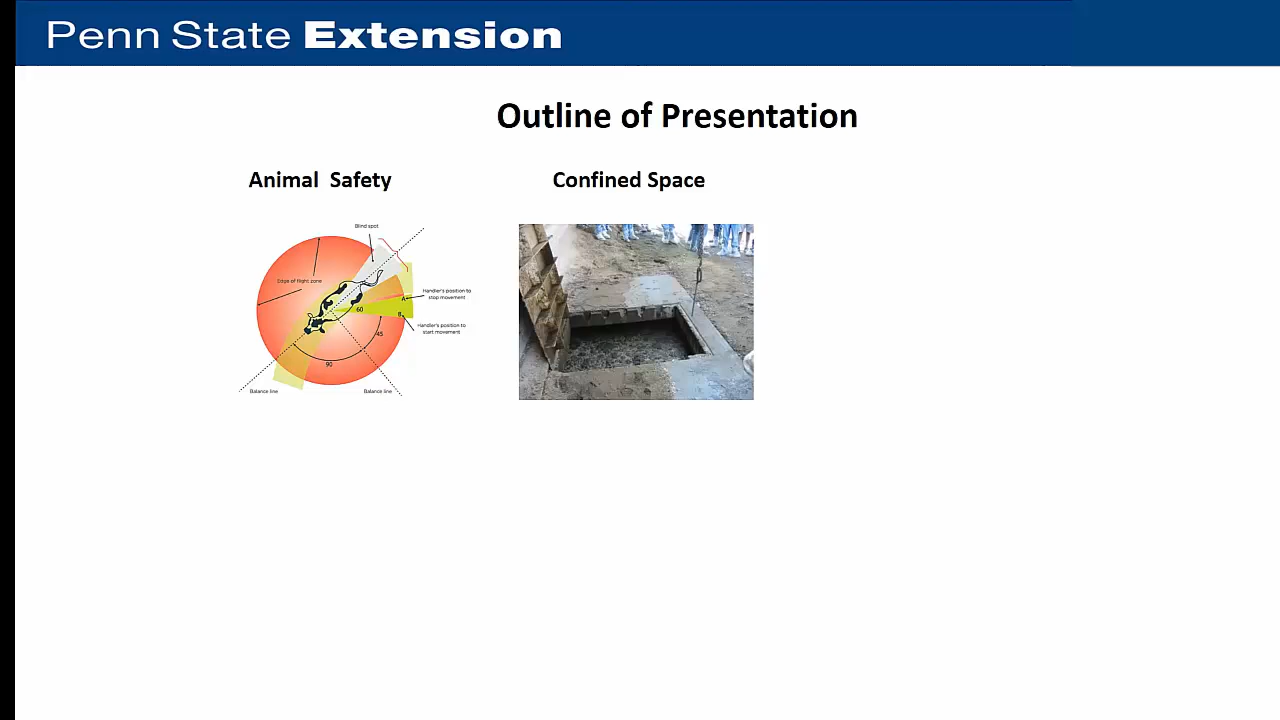 Penn State Extension
Outline of Presentation
Animal Safety
Confined Space
Blind spot
Edge of flight zone
Handler's position to
stop movement
A
60
B
Handler's position to
start movement
45
90
Balance line
Balance line